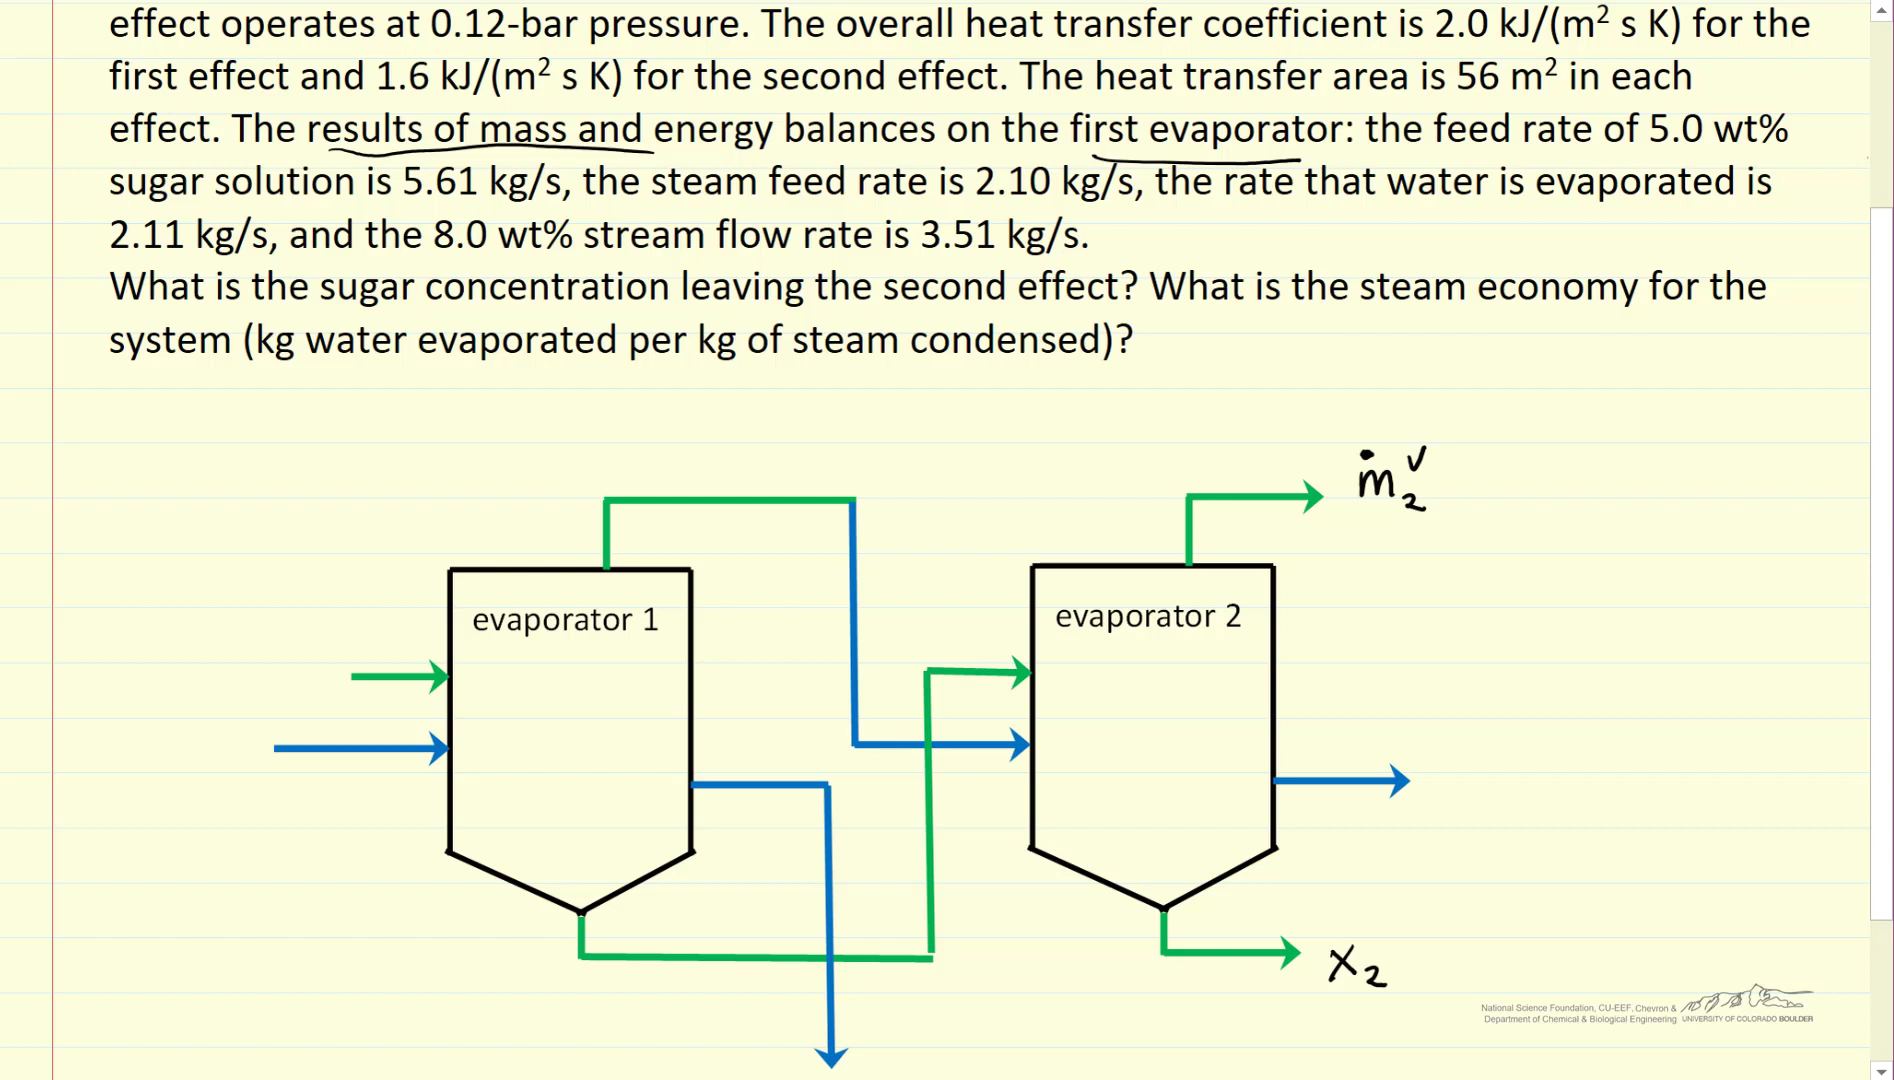 effect operates at 0.12-bar pressure. The overall heat transfer coefficient is 2.0 kJ/(m² s K) for the
first effect and 1.6 kJ/(m² s K) for the second effect. The heat transfer area is 56 m² in each
effect. The results of mass and energy balances on the first evaporator: the feed rate of 5.0 wt%
sugar solution is 5.61 kg/s, the steam feed rate is 2.10 kg/s, the rate that water is evaporated is
2.11 kg/s, and the 8.0 wt% stream flow rate is 3.51 kg/s.
What is the sugar concentration leaving the second effect? What is the steam economy for the
system (kg water evaporated per kg of steam condensed)?
ṁ₂ᵛ
evaporator 1
evaporator 2
x₂
National Science Foundation, CU-EEF, Chevron &
Department of Chemical & Biological Engineering UNIVERSITY OF COLORADO BOULDER